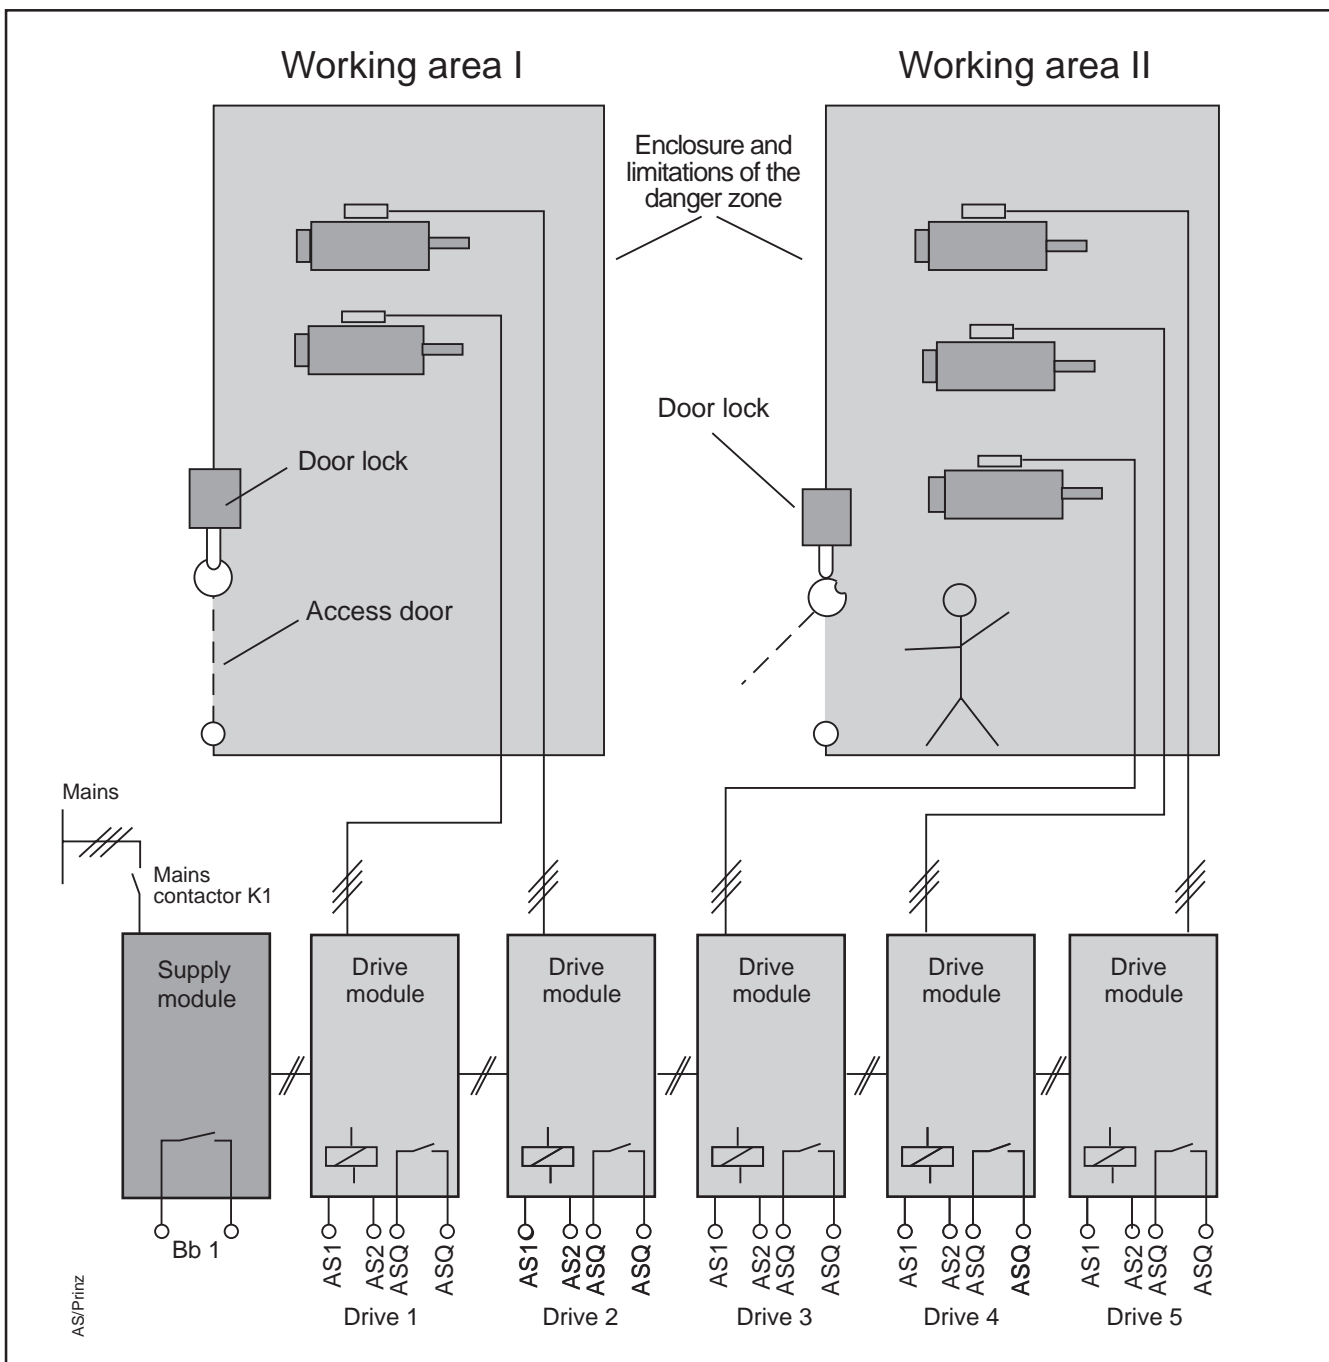 Working area I
Working area II
Enclosure and
limitations of the
danger zone
Door lock
Door lock
Access door
Mains
Mains
contactor K1
Supply
module
Drive
module
Drive
module
Drive
module
Drive
module
Drive
module
Bb 1
AS1
AS2
ASQ
ASQ
AS1
AS2
ASQ
ASQ
AS1
AS2
ASQ
ASQ
AS1
AS2
ASQ
ASQ
AS1
AS2
ASQ
ASQ
Drive 1
Drive 2
Drive 3
Drive 4
Drive 5
AS/Prinz